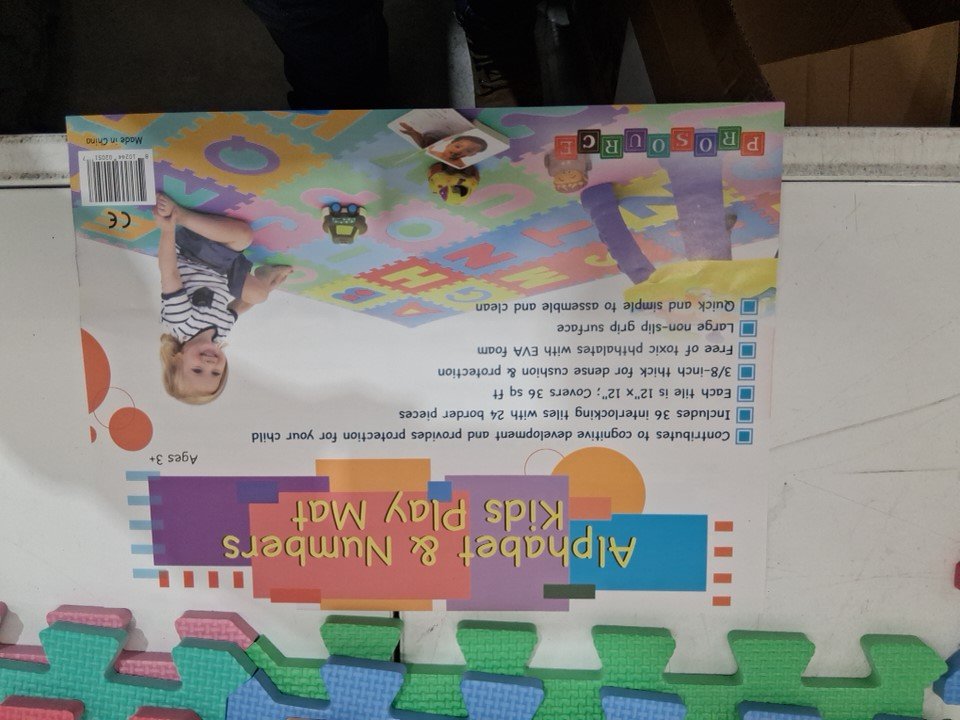 Alphabet & Numbers
Kids Play Mat
Ages 3+
Contributes to cognitive development and provides protection for your child
Includes 36 interlocking tiles with 24 border pieces
Each tile is 12"x 12"; Covers 36 sq ft
3/8-inch thick for dense cushion & protection
Free of toxic phthalates with EVA foam
Large non-slip grip surface
Quick and simple to assemble and clean
PROSOURCE
CE
Made in China